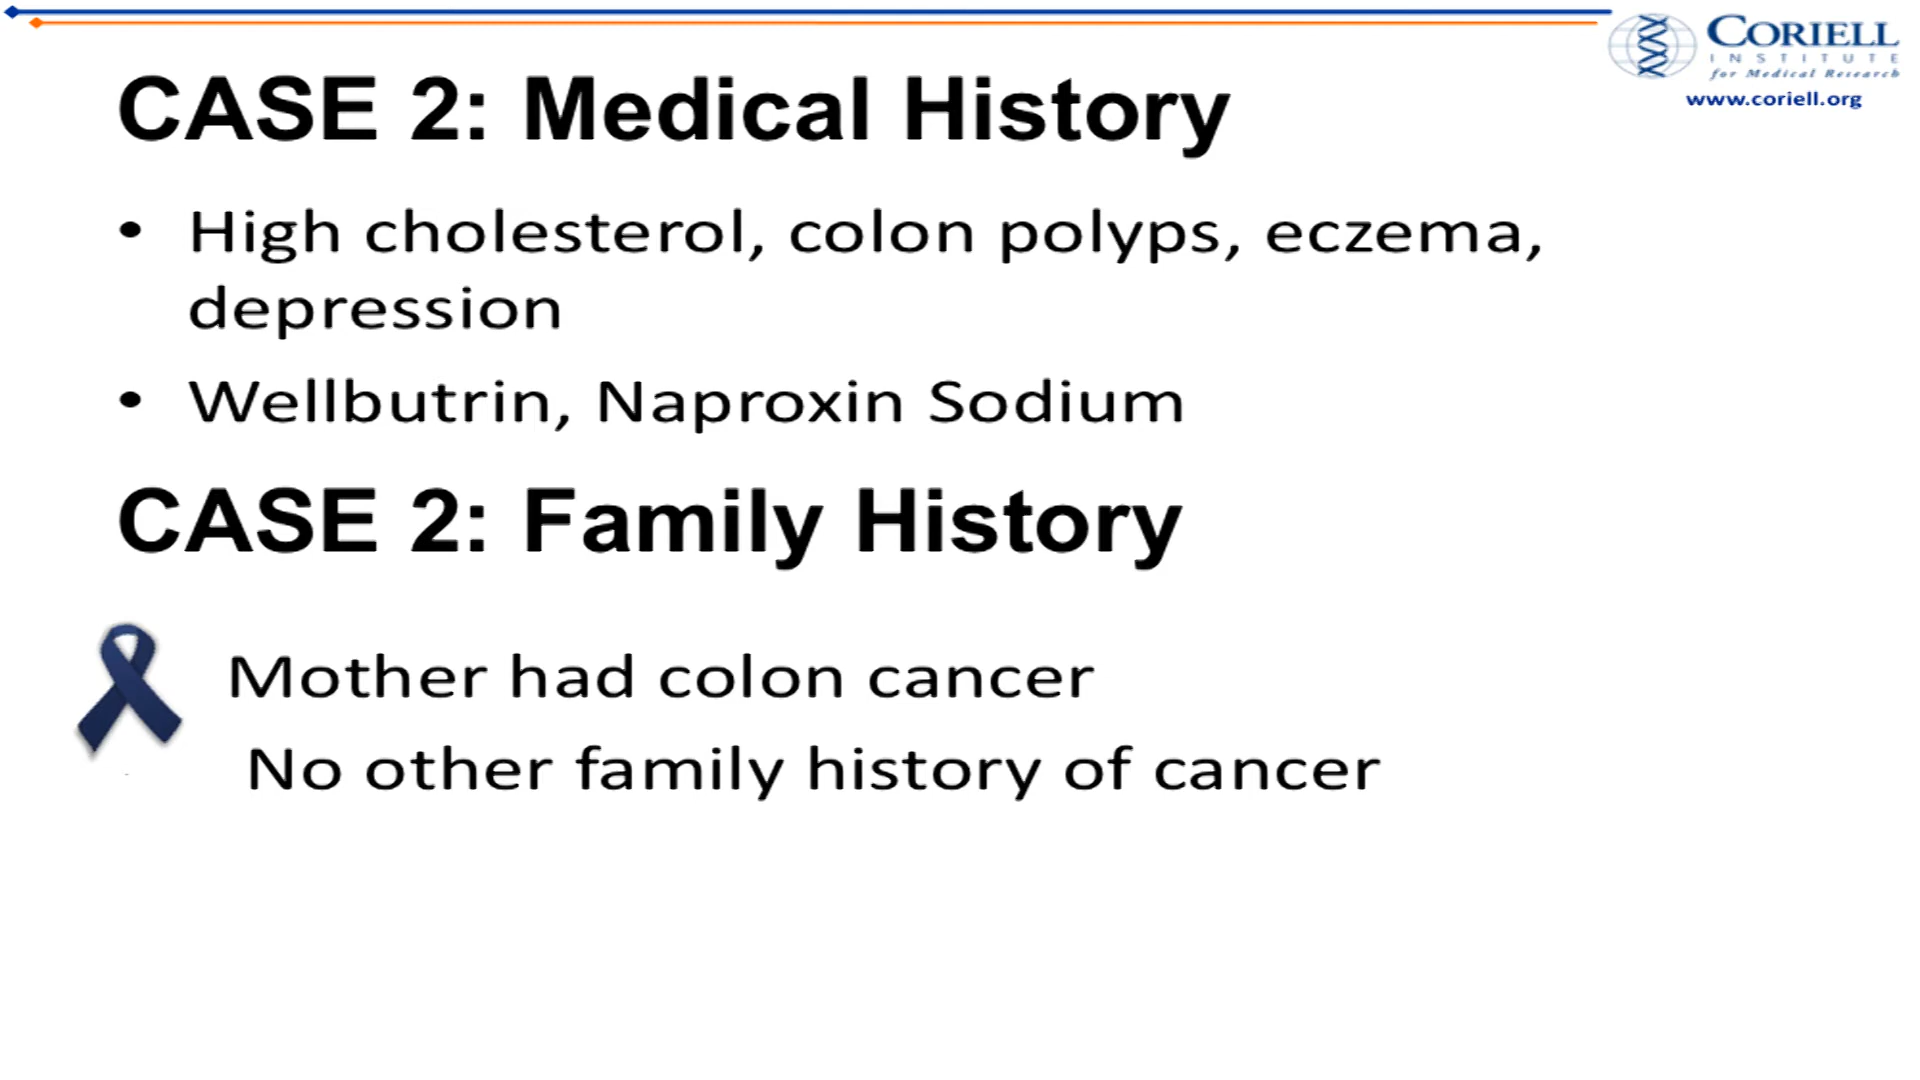 CORIELL
INSTITUTE
for Medical Research
www.coriell.org
CASE 2: Medical History
• High cholesterol, colon polyps, eczema,
depression
• Wellbutrin, Naproxin Sodium
CASE 2: Family History
Mother had colon cancer
No other family history of cancer